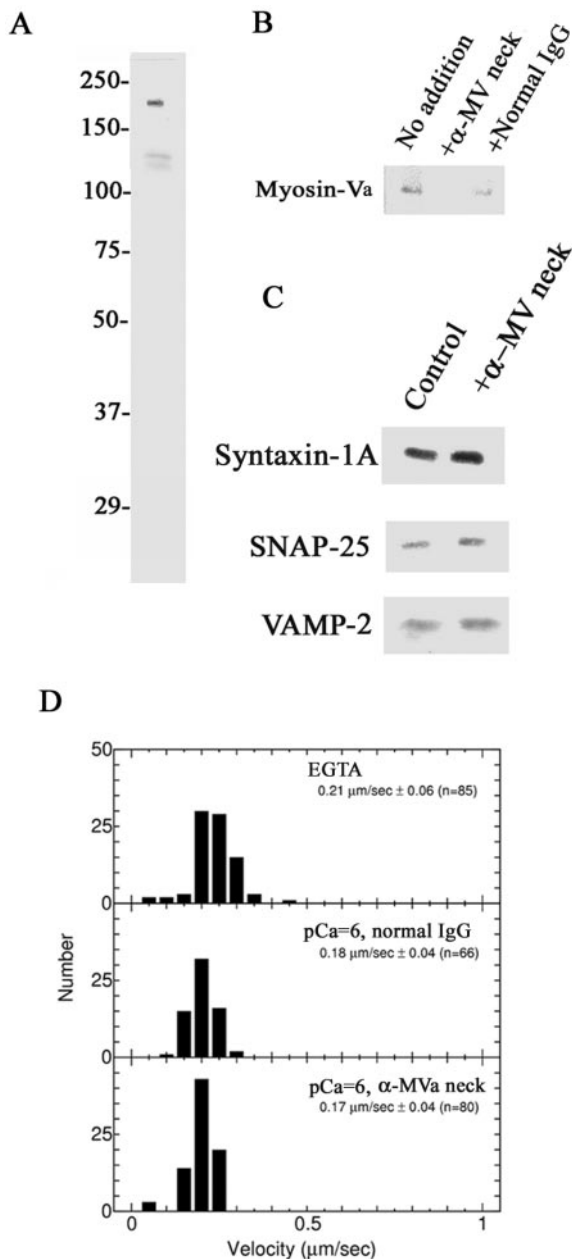 A
250-
150-
100-
75-
50-
37-
29-
B
No addition
+α-MV neck
+Normal IgG
Myosin-Va
C
Control
+α-MV neck
Syntaxin-1A
SNAP-25
VAMP-2
D
50
EGTA
0.21 μm/sec ± 0.06 (n=85)
25
0
pCa=6, normal IgG
0.18 μm/sec ± 0.04 (n=66)
25
0
pCa=6, α-MVa neck
0.17 μm/sec ± 0.04 (n=80)
25
0
Number
0 0.5 1
Velocity (μm/sec)